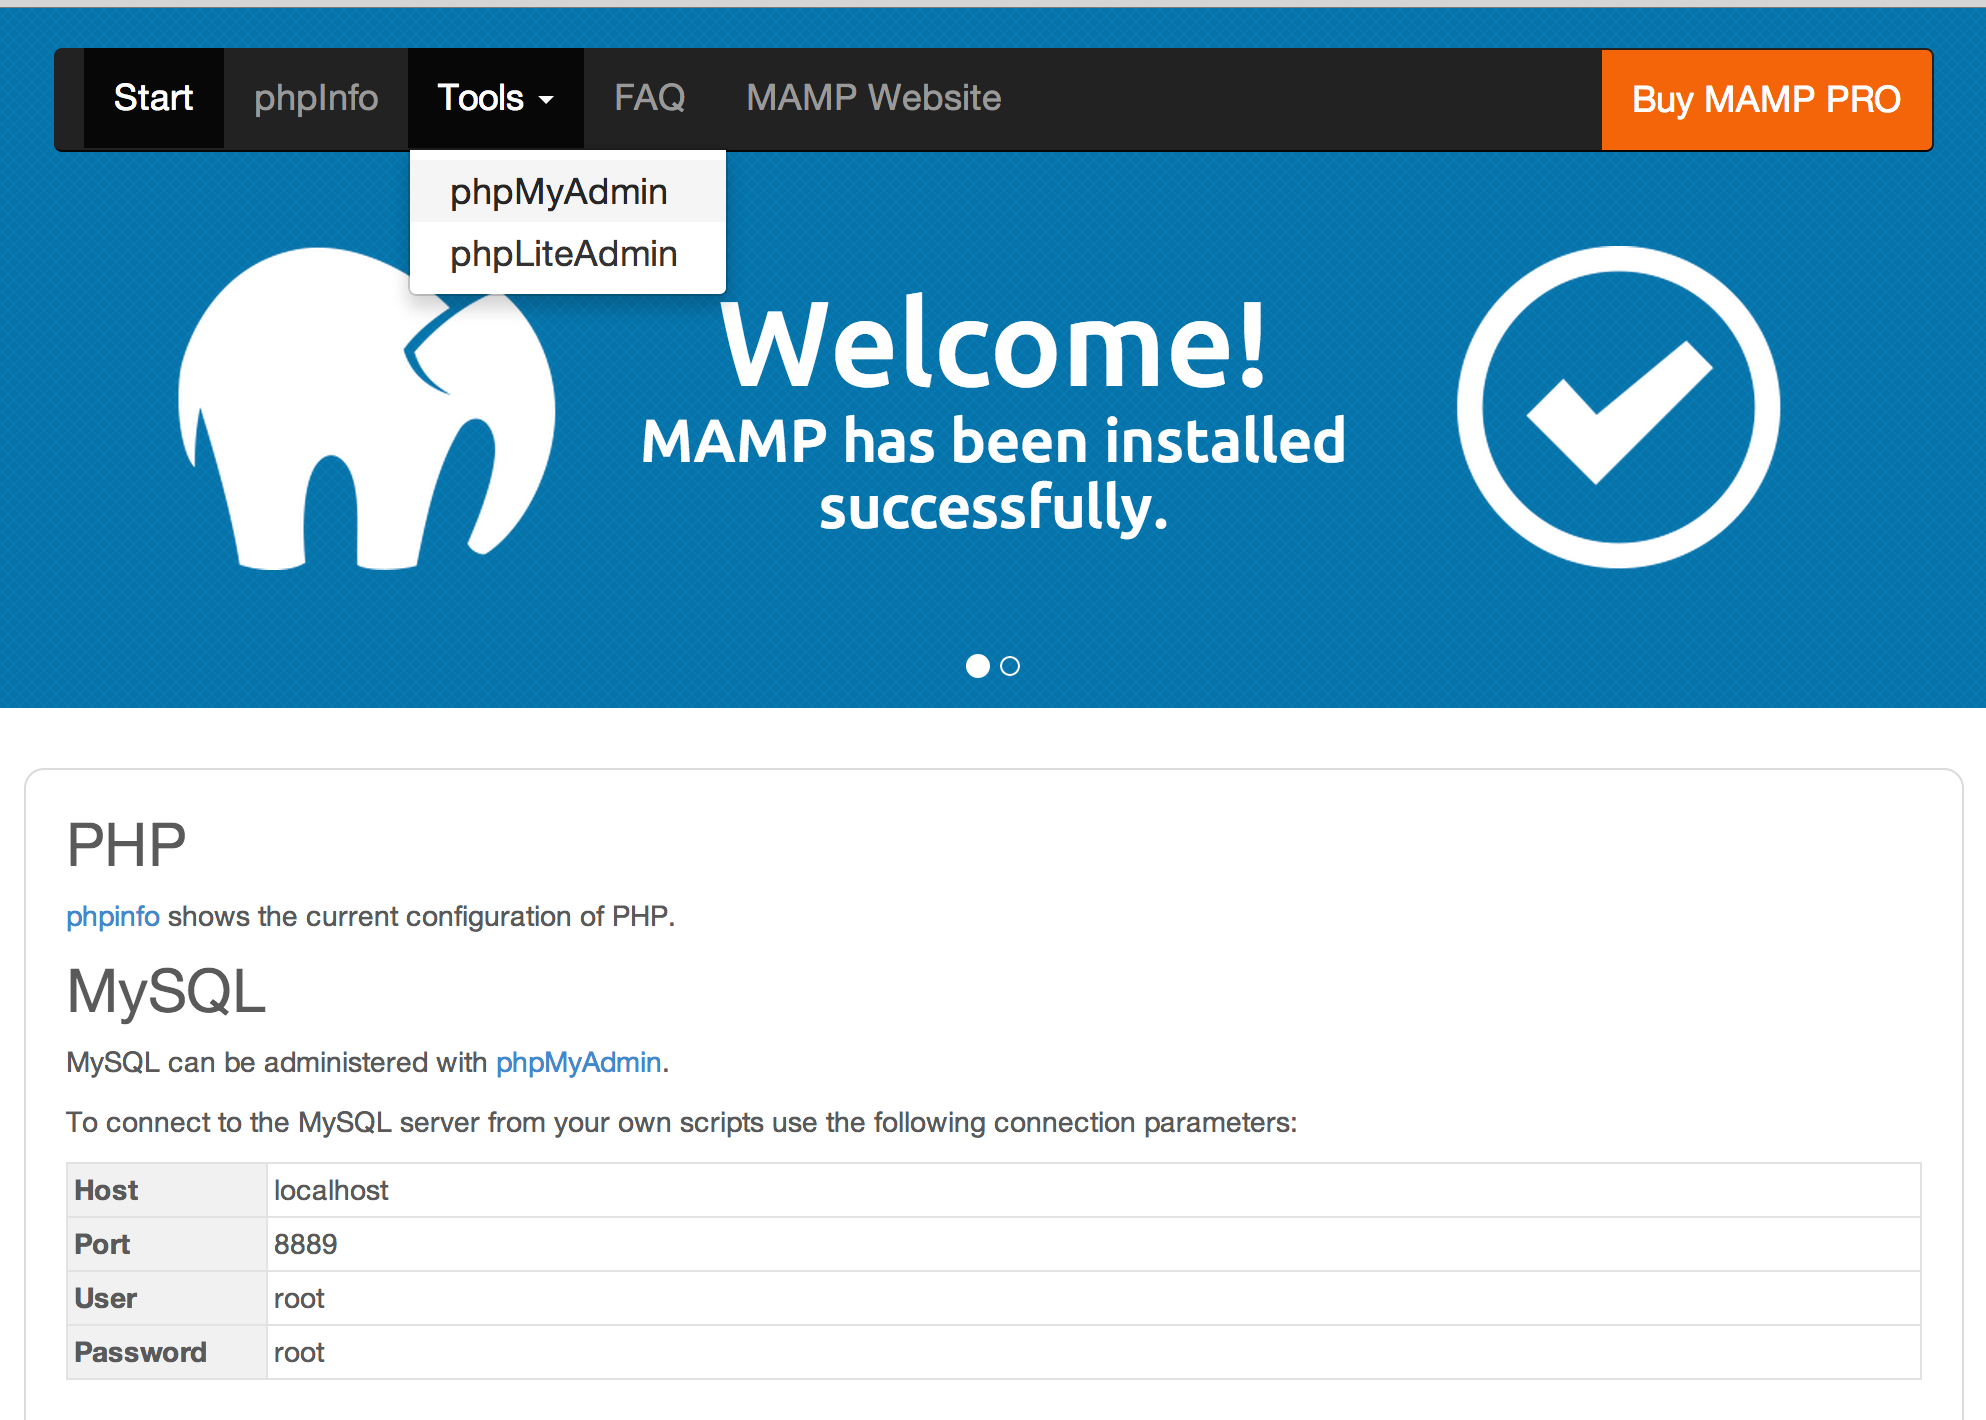 Start phpInfo Tools FAQ MAMP Website Buy MAMP PRO
phpMyAdmin
phpLiteAdmin
Welcome!
MAMP has been installed
successfully.
PHP
phpinfo shows the current configuration of PHP.
MySQL
MySQL can be administered with phpMyAdmin.
To connect to the MySQL server from your own scripts use the following connection parameters:
Host localhost
Port 8889
User root
Password root